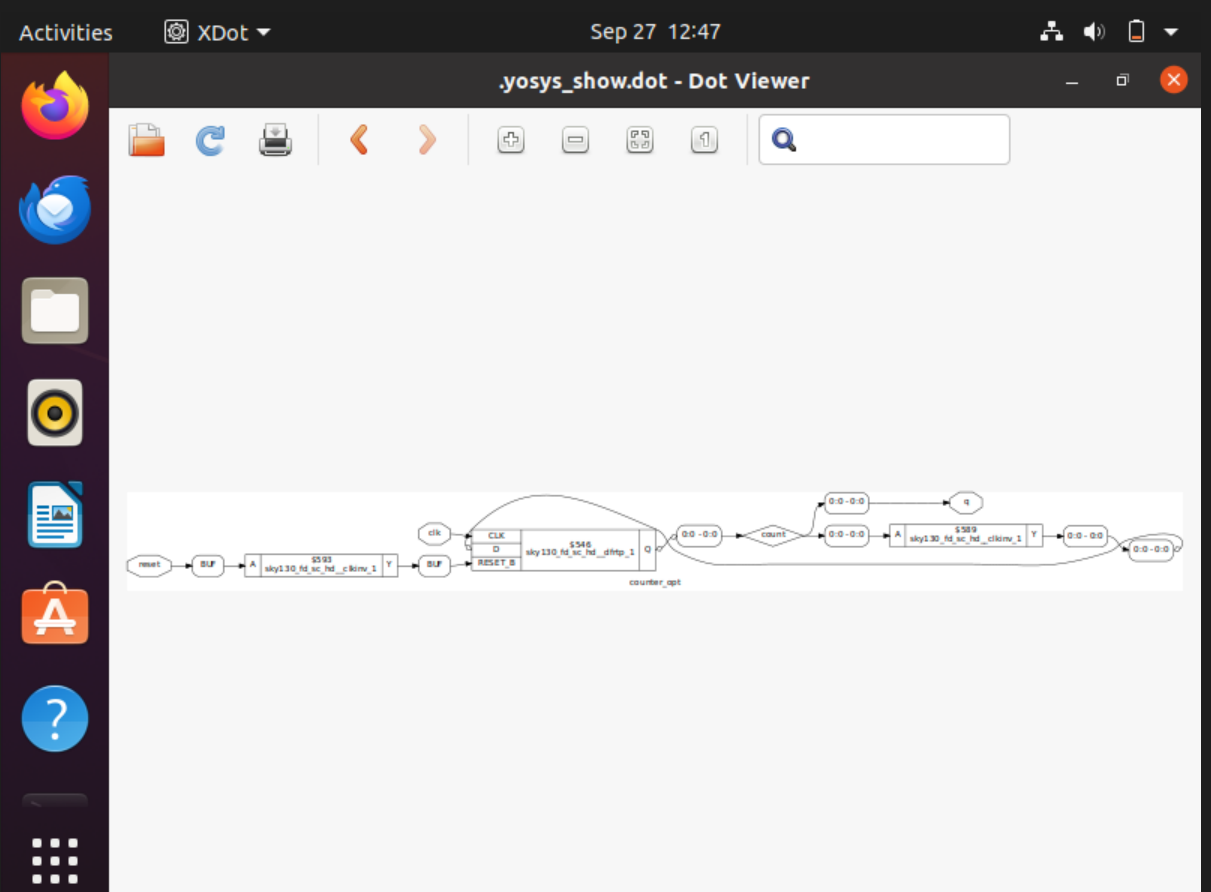 Activities
XDot
Sep 27 12:47
.yosys_show.dot - Dot Viewer
0:0 - 0:0
q
clk
CLK
D
RESET_B
$546
sky130_fd_sc_hd__dfrtp_1
Q
0:0 - 0:0
count
0:0 - 0:0
A
$589
sky130_fd_sc_hd__clkinv_1
Y
0:0 - 0:0
0:0 - 0:0
reset
BUF
A
$593
sky130_fd_sc_hd__clkinv_1
Y
BUF
counter_opt